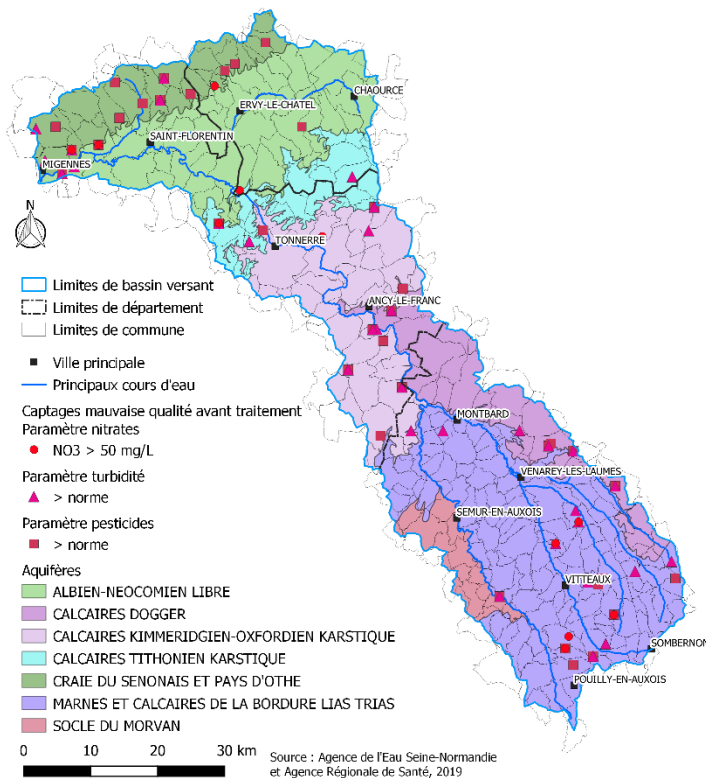 CHAOURCE
ERVY-LE-CHATEL
SAINT-FLORENTIN
MIGENNES
N
TONNERRE
Limites de bassin versant
Limites de département
Limites de commune
ANCY-LE-FRANC
Ville principale
Principaux cours d'eau
Captages mauvaise qualité avant traitement
Paramètre nitrates
NO3 > 50 mg/L
MONTBARD
Paramètre turbidité
> norme
VENAREY-LES-LAUMES
Paramètre pesticides
> norme
SEMUR-EN-AUXOIS
Aquifères
ALBIEN-NEOCOMIEN LIBRE
VITTEAUX
CALCAIRES DOGGER
CALCAIRES KIMMERIDGIEN-OXFORDIEN KARSTIQUE
CALCAIRES TITHONIEN KARSTIQUE
SOMBERNON
CRAIE DU SENONAIS ET PAYS D'OTHE
POUILLY-EN-AUXOIS
MARNES ET CALCAIRES DE LA BORDURE LIAS TRIAS
SOCLE DU MORVAN
0 10 20 30 km
Source : Agence de l'Eau Seine-Normandie
et Agence Régionale de Santé, 2019